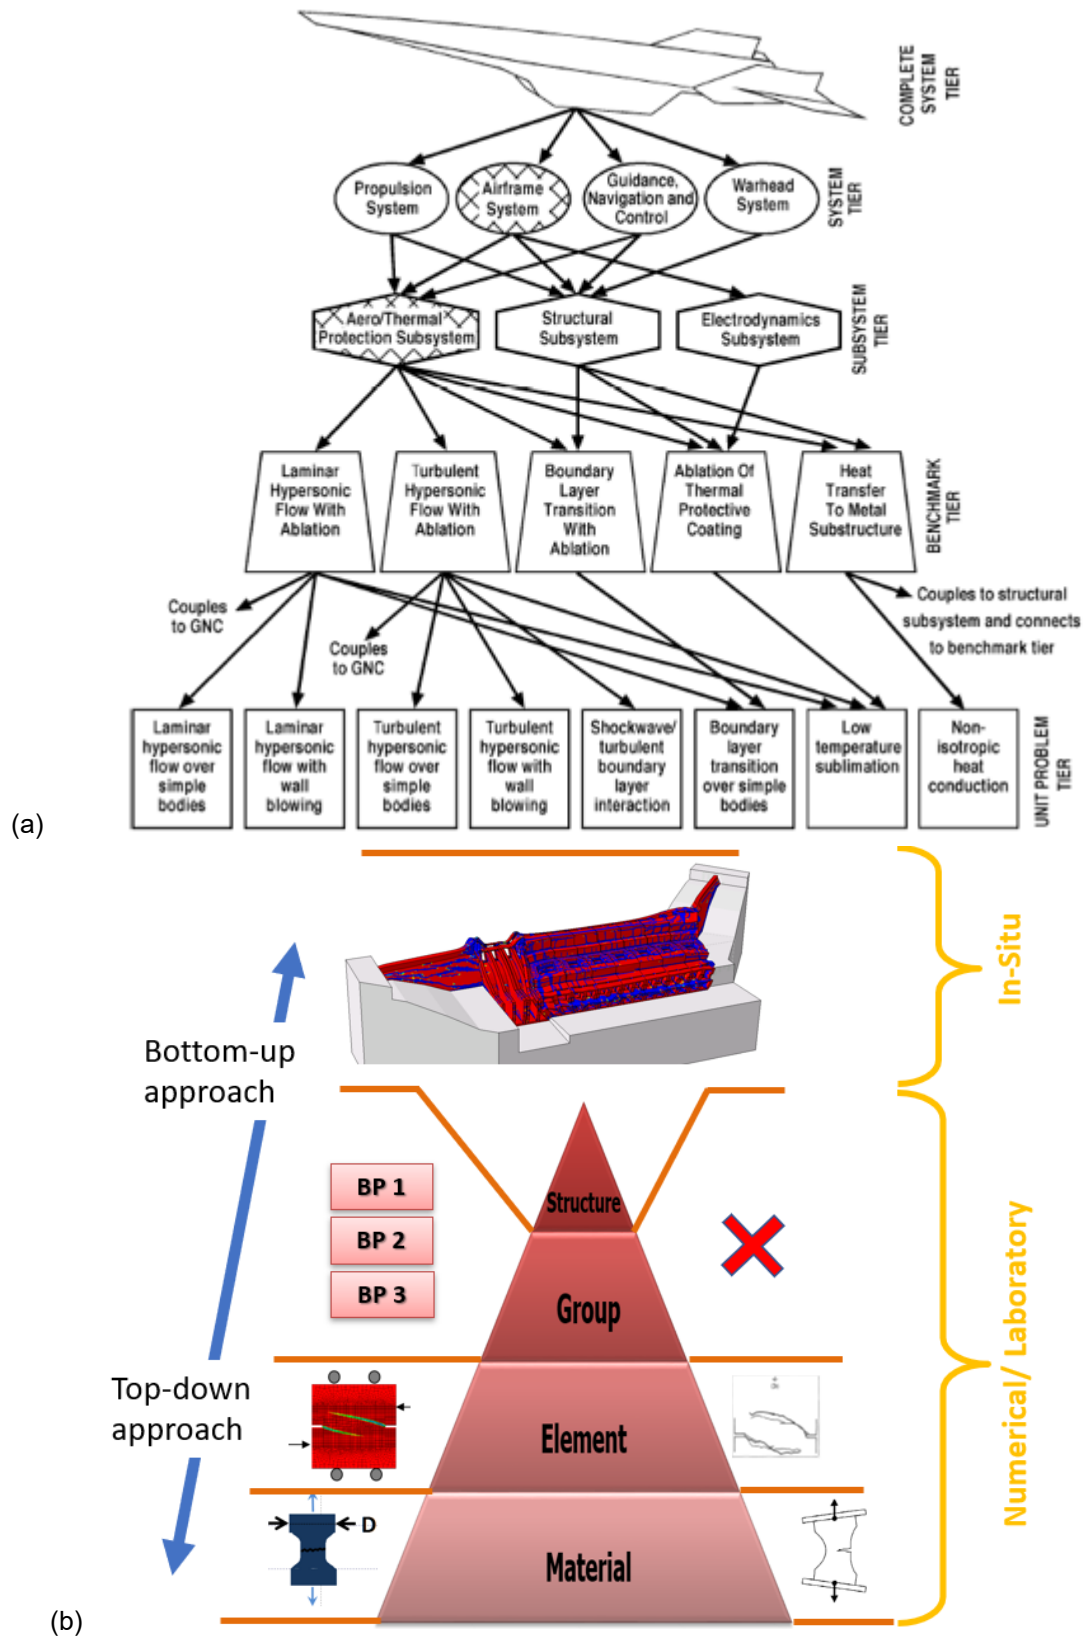 COMPLETE
SYSTEM
TIER
Propulsion
System
Airframe
System
Guidance,
Navigation and
Control
Warhead
System
SYSTEM
TIER
Aero/Thermal
Protection Subsystem
Structural
Subsystem
Electrodynamics
Subsystem
SUBSYSTEM
TIER
Laminar
Hypersonic
Flow With
Ablation
Turbulent
Hypersonic
Flow With
Ablation
Boundary
Layer
Transition
With
Ablation
Ablation Of
Thermal
Protective
Coating
Heat
Transfer
To Metal
Substructure
BENCHMARK
TIER
Couples
to GNC
Couples
to GNC
Couples to structural
subsystem and connects
to benchmark tier
Laminar
hypersonic
flow over
simple
bodies
Laminar
hypersonic
flow with
wall
blowing
Turbulent
hypersonic
flow over
simple
bodies
Turbulent
hypersonic
flow with
wall
blowing
Shockwave/
turbulent
boundary
layer
interaction
Boundary
layer
transition
over simple
bodies
Low
temperature
sublimation
Non-
isotropic
heat
conduction
UNIT PROBLEM
TIER
(a)
In-Situ
Bottom-up
approach
BP 1
BP 2
BP 3
Structure
Group
Element
Material
Top-down
approach
D
Numerical/ Laboratory
(b)